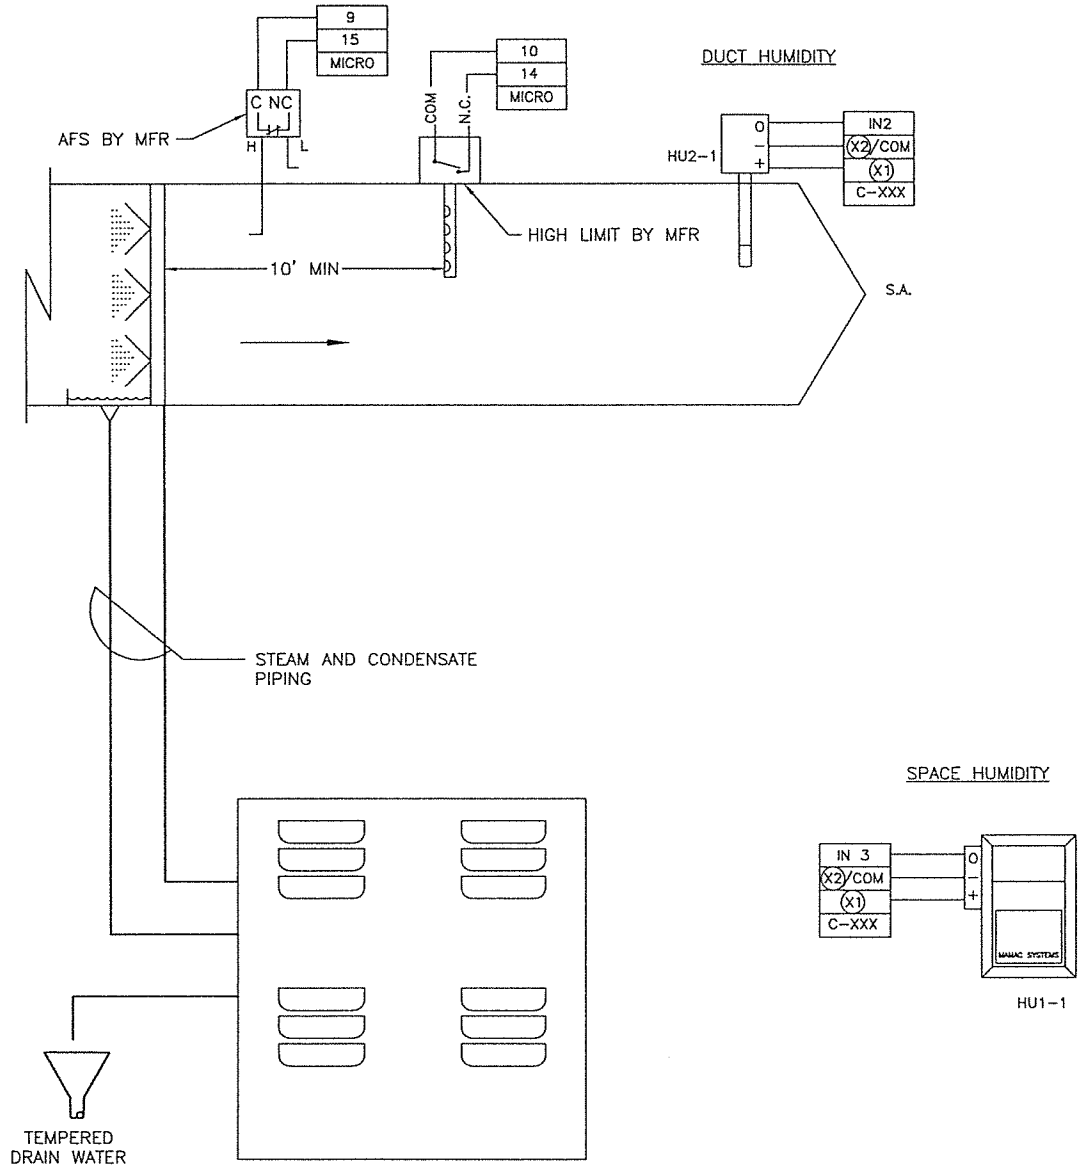 9
15
MICRO
10
14
MICRO
DUCT HUMIDITY
C NC
COM
N.C.
AFS BY MFR
H
L
HU2-1
O
-
+
IN2
X2/COM
X1
C-XXX
HIGH LIMIT BY MFR
10' MIN
S.A.
STEAM AND CONDENSATE
PIPING
SPACE HUMIDITY
IN 3
X2/COM
X1
C-XXX
O
-
+
MAMAC SYSTEMS
HU1-1
TEMPERED
DRAIN WATER